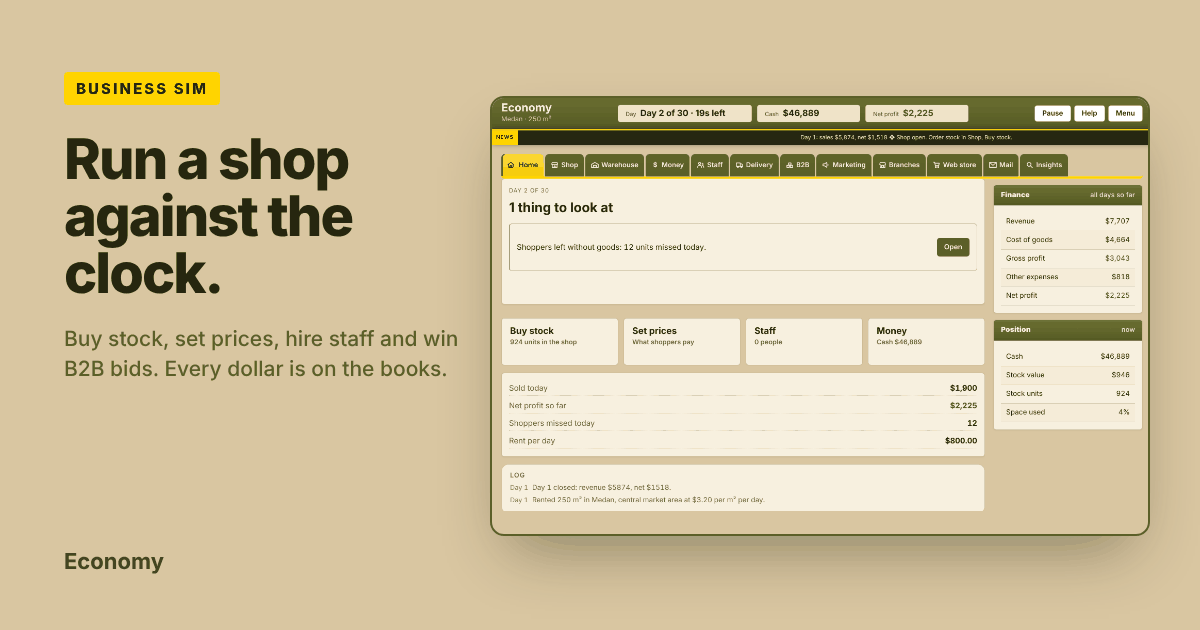 BUSINESS SIM
Run a shop
against the
clock.
Buy stock, set prices, hire staff and win
B2B bids. Every dollar is on the books.
Economy
Economy
Medan · 250 m²
Day Day 2 of 30 · 19s left
Cash $46,889
Net profit $2,225
Pause
Help
Menu
NEWS
Day 1: sales $5,874, net $1,518 ❖ Shop open. Order stock in Shop, Buy stock.
Home
Shop
Warehouse
$ Money
Staff
Delivery
B2B
Marketing
Branches
Web store
Mail
Insights
DAY 2 OF 30
1 thing to look at
Shoppers left without goods: 12 units missed today.
Open
Buy stock
924 units in the shop
Set prices
What shoppers pay
Staff
0 people
Money
Cash $46,889
Sold today $1,900
Net profit so far $2,225
Shoppers missed today 12
Rent per day $800.00
LOG
Day 1 Day 1 closed: revenue $5874, net $1518.
Day 1 Rented 250 m² in Medan, central market area at $3.20 per m² per day.
Finance all days so far
Revenue $7,707
Cost of goods $4,664
Gross profit $3,043
Other expenses $818
Net profit $2,225
Position now
Cash $46,889
Stock value $946
Stock units 924
Space used 4%